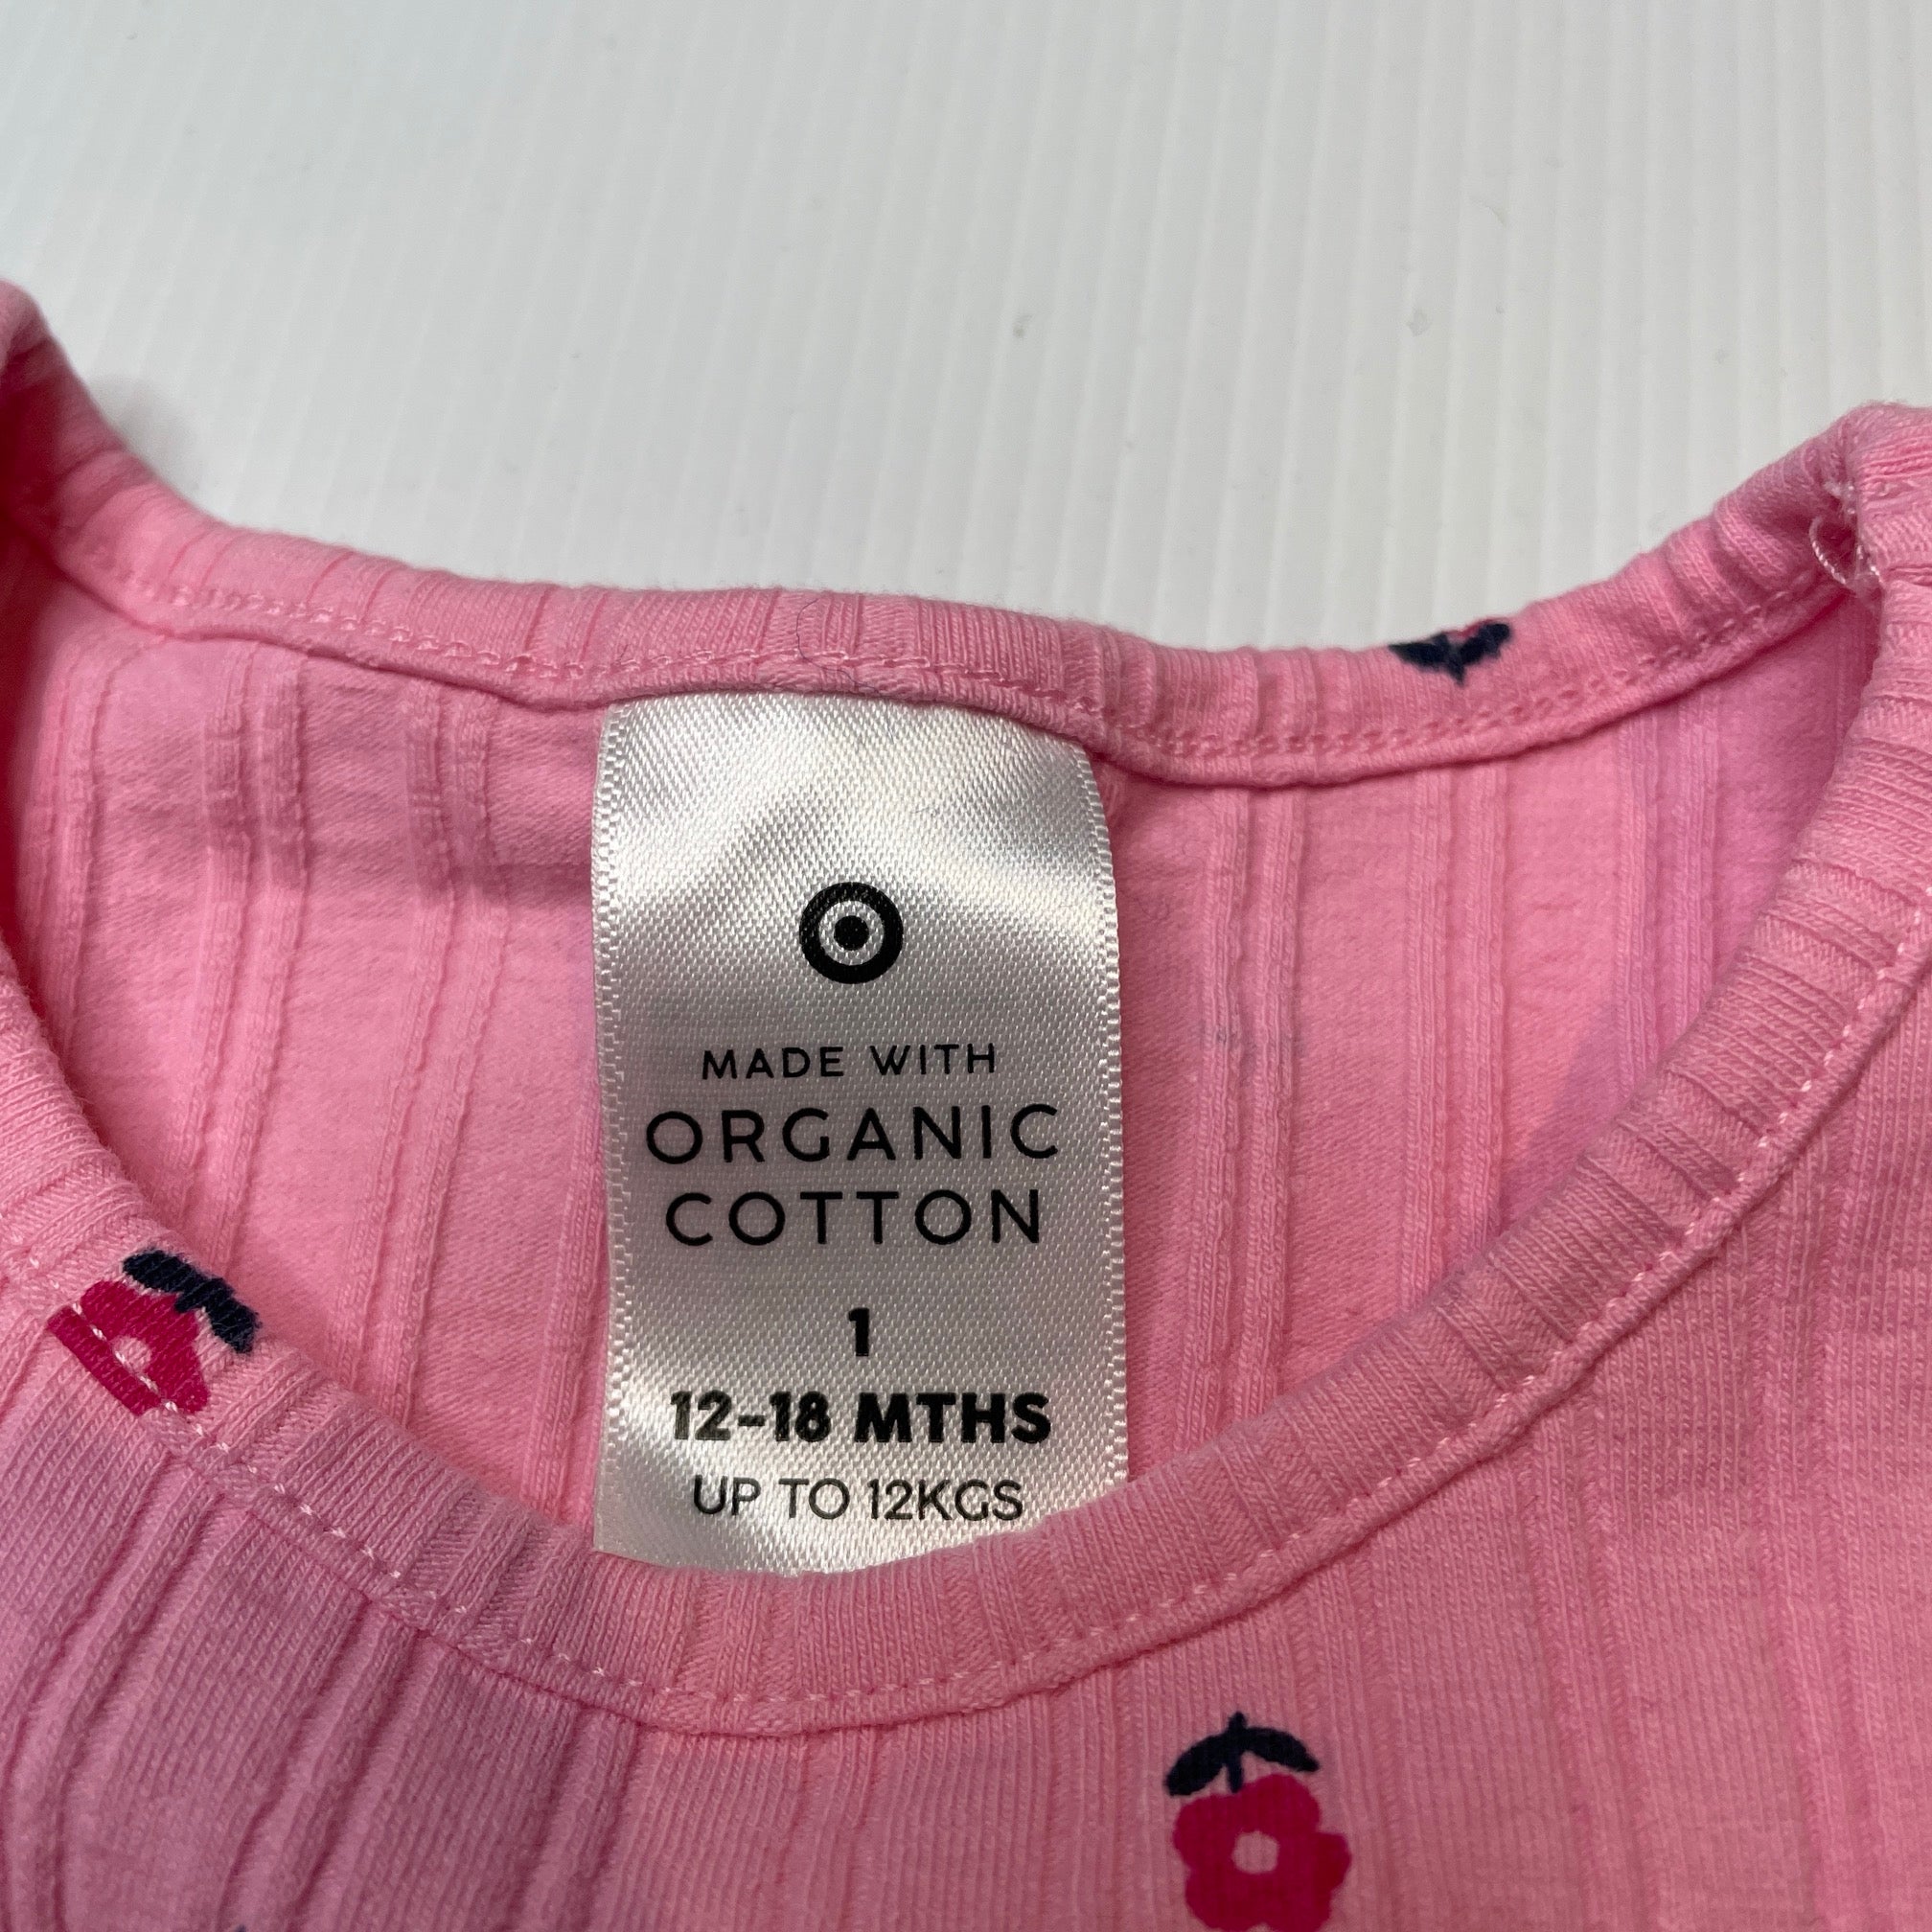 MADE WITH
ORGANIC
COTTON
1
12-18 MTHS
UP TO 12KGS